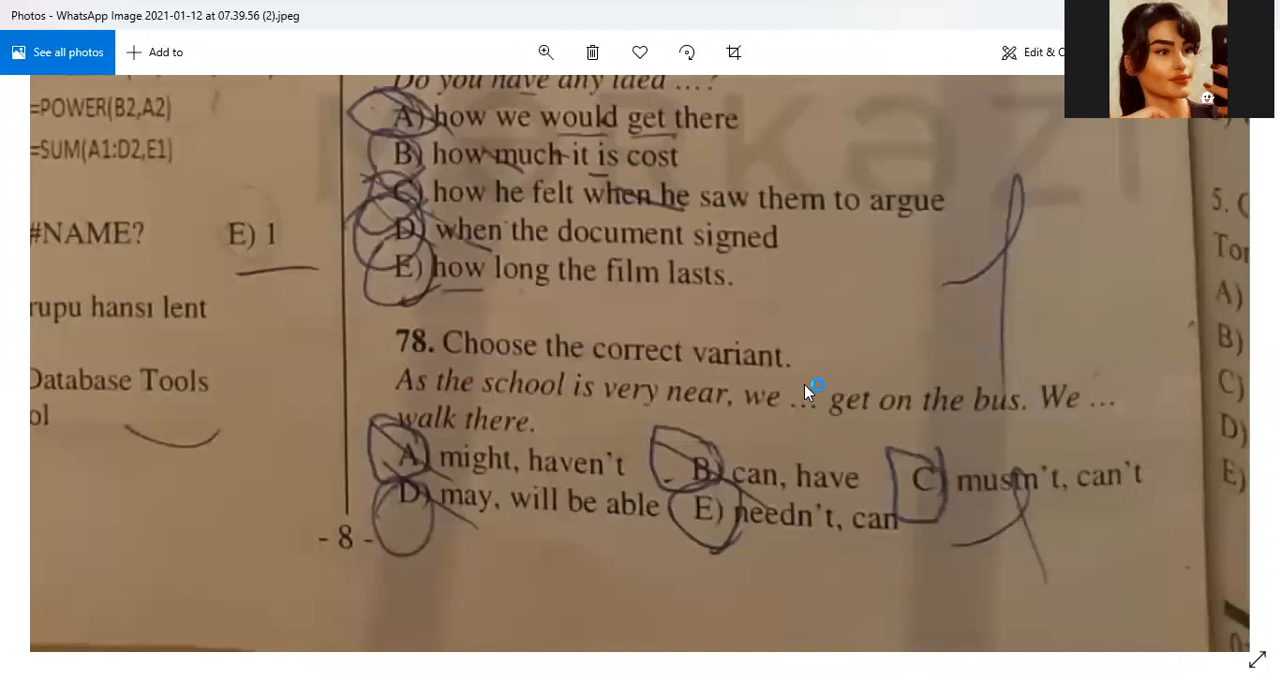 Photos - WhatsApp Image 2021-01-12 at 07.39.56 (2).jpeg
See all photos
Add to
Edit & C
=POWER(B2,A2)
=SUM(A1:D2,E1)
#NAME? E) 1
rupu hansı lent
Database Tools
ol
Do you have any idea ....?
A) how we would get there
B) how much it is cost
C) how he felt when he saw them to argue
D) when the document signed
E) how long the film lasts.
78. Choose the correct variant.
As the school is very near, we ... get on the bus. We ...
walk there.
A) might, haven't B) can, have C) mustn't, can't
D) may, will be able E) needn't, can
- 8 -
5.
A)
B)
C)
D)
E)